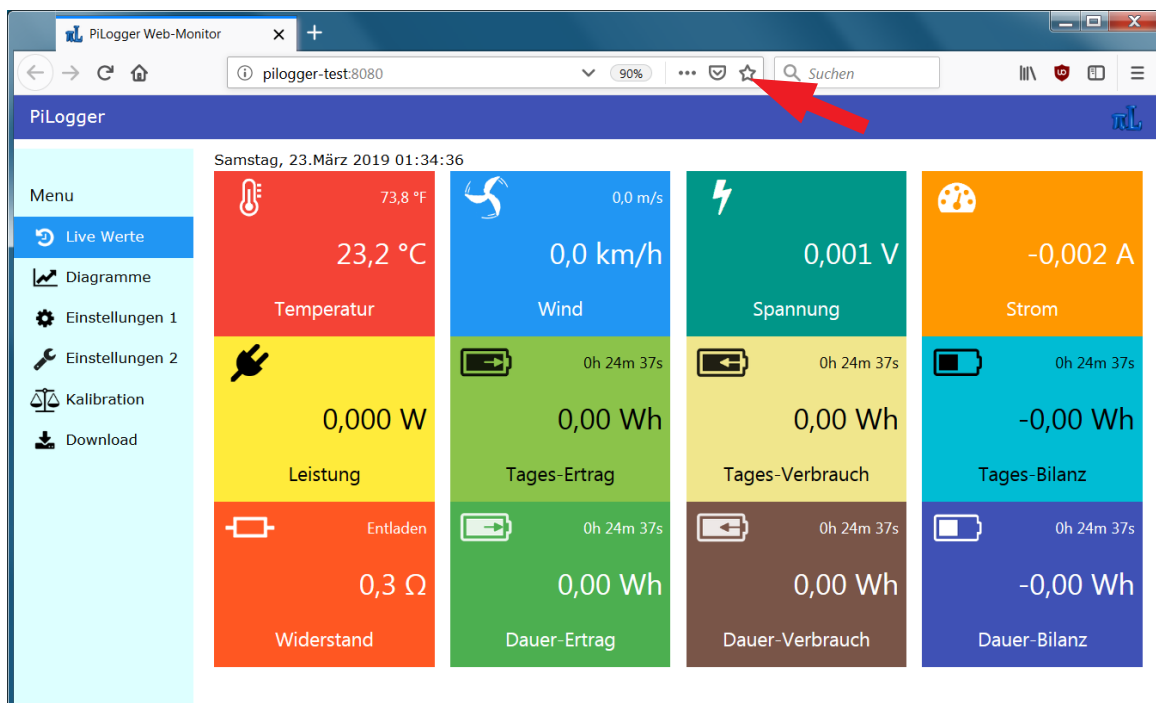 πL PiLogger Web-Monitor
pilogger-test:8080 90% Suchen
PiLogger πL
Samstag, 23.März 2019 01:34:36
Menu
Live Werte
Diagramme
Einstellungen 1
Einstellungen 2
Kalibration
Download
73,8 °F
23,2 °C
Temperatur
0,0 m/s
0,0 km/h
Wind
0,001 V
Spannung
-0,002 A
Strom
0,000 W
Leistung
0h 24m 37s
0,00 Wh
Tages-Ertrag
0h 24m 37s
0,00 Wh
Tages-Verbrauch
0h 24m 37s
-0,00 Wh
Tages-Bilanz
Entladen
0,3 Ω
Widerstand
0h 24m 37s
0,00 Wh
Dauer-Ertrag
0h 24m 37s
0,00 Wh
Dauer-Verbrauch
0h 24m 37s
-0,00 Wh
Dauer-Bilanz